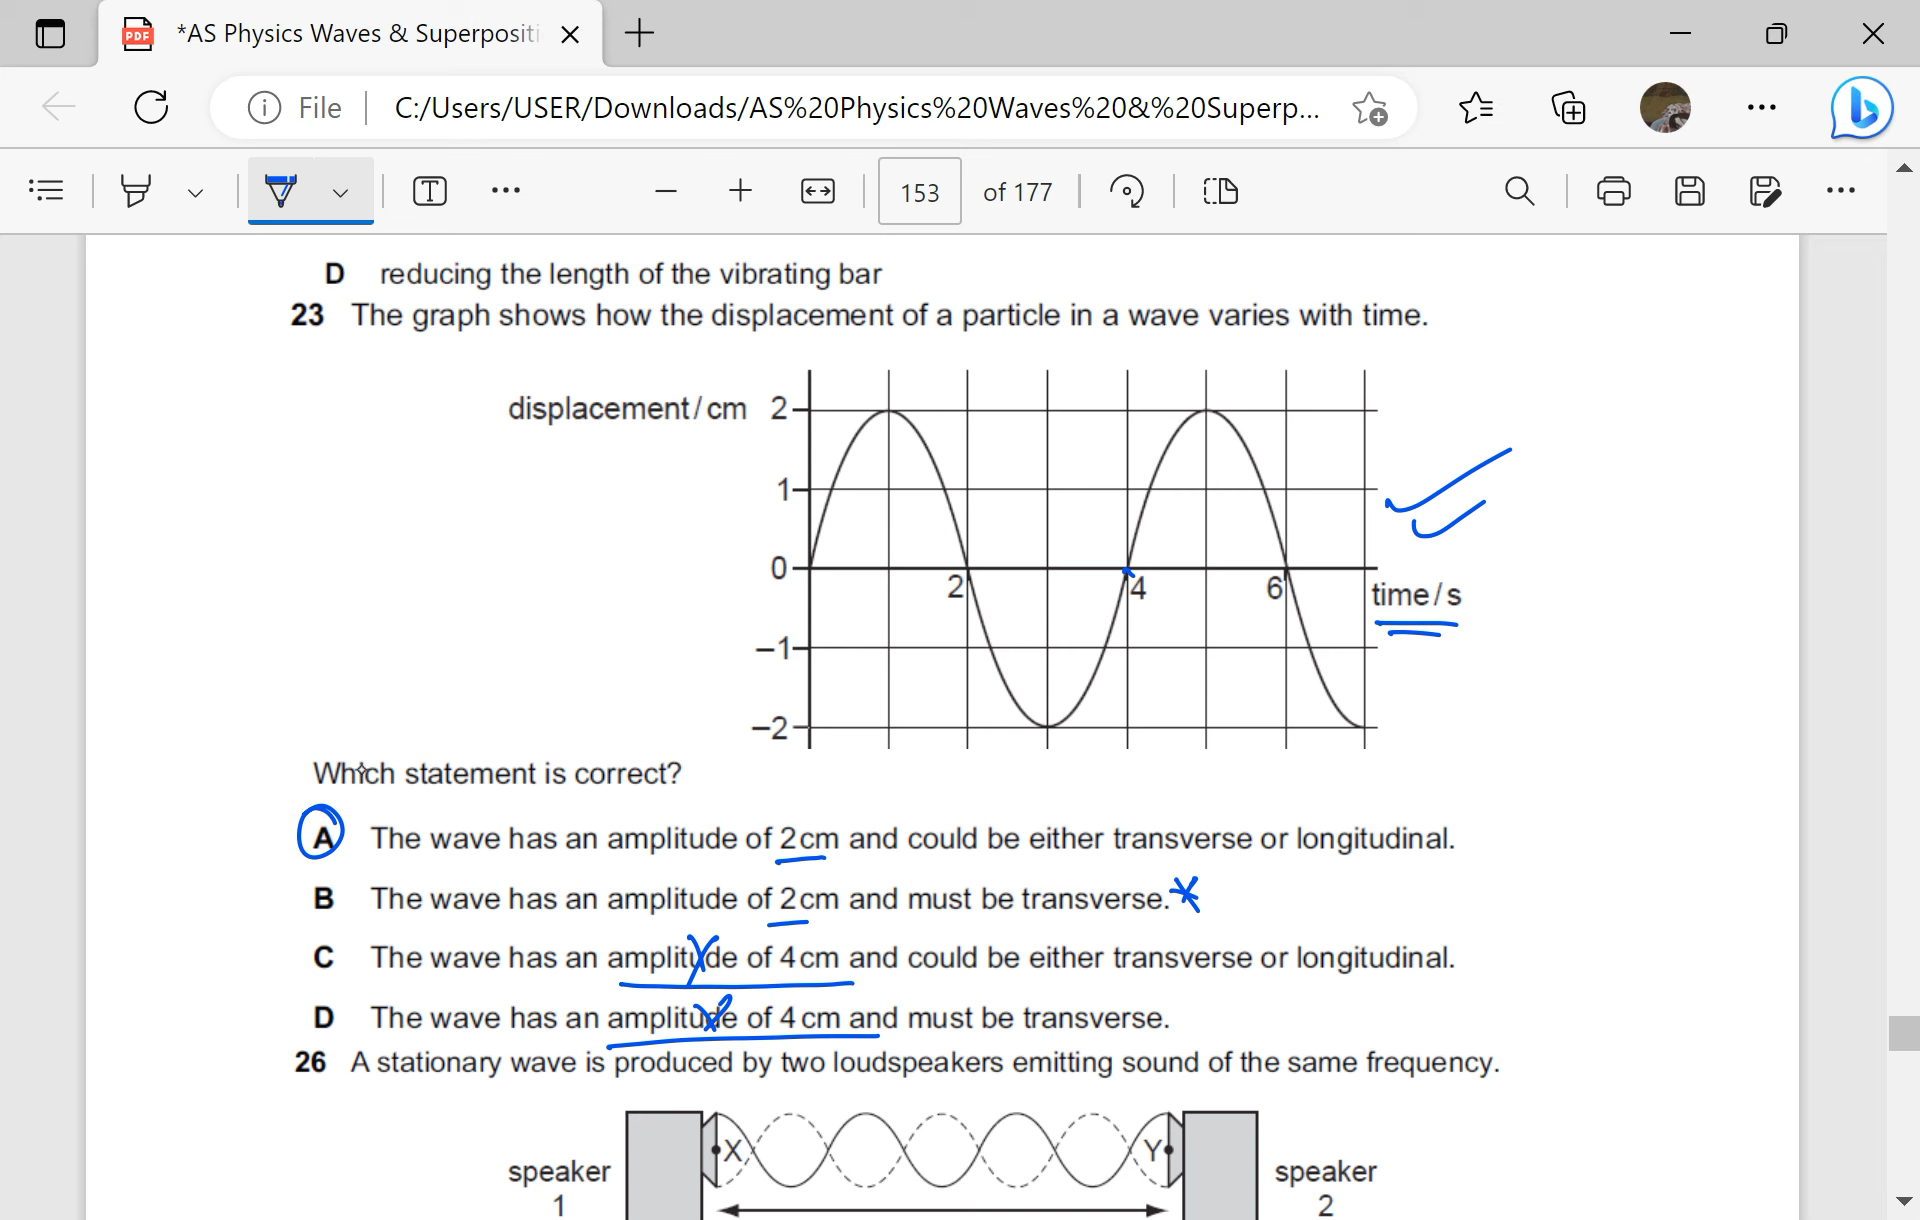 *AS Physics Waves & Superpositi
PDF
File
C:/Users/USER/Downloads/AS%20Physics%20Waves%20&%20Superp...
153 of 177
D reducing the length of the vibrating bar
23 The graph shows how the displacement of a particle in a wave varies with time.
displacement / cm
2
1
0
2
4
6
time / s
–1
–2
Which statement is correct?
A The wave has an amplitude of 2 cm and could be either transverse or longitudinal.
B The wave has an amplitude of 2 cm and must be transverse.
C The wave has an amplitude of 4 cm and could be either transverse or longitudinal.
D The wave has an amplitude of 4 cm and must be transverse.
26 A stationary wave is produced by two loudspeakers emitting sound of the same frequency.
X
Y
speaker
1
speaker
2